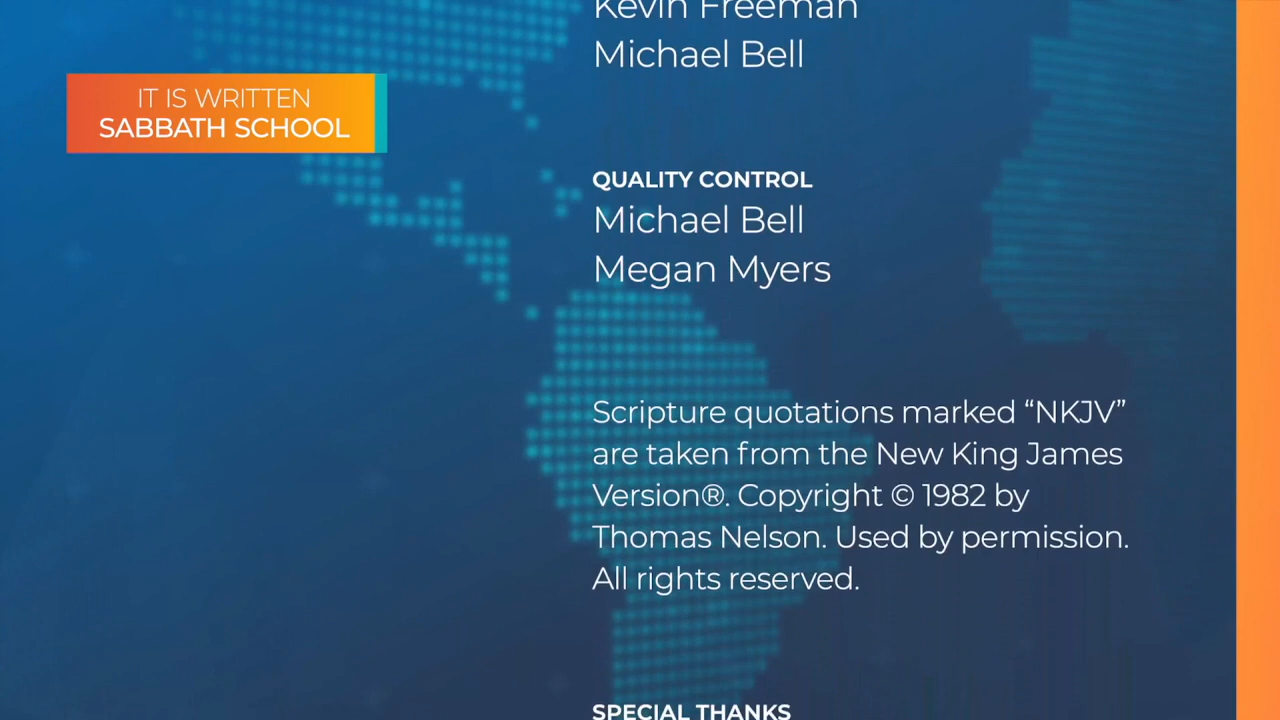 Kevin Freeman
Michael Bell
IT IS WRITTEN
SABBATH SCHOOL
QUALITY CONTROL
Michael Bell
Megan Myers
Scripture quotations marked “NKJV”
are taken from the New King James
Version®. Copyright © 1982 by
Thomas Nelson. Used by permission.
All rights reserved.
SPECIAL THANKS